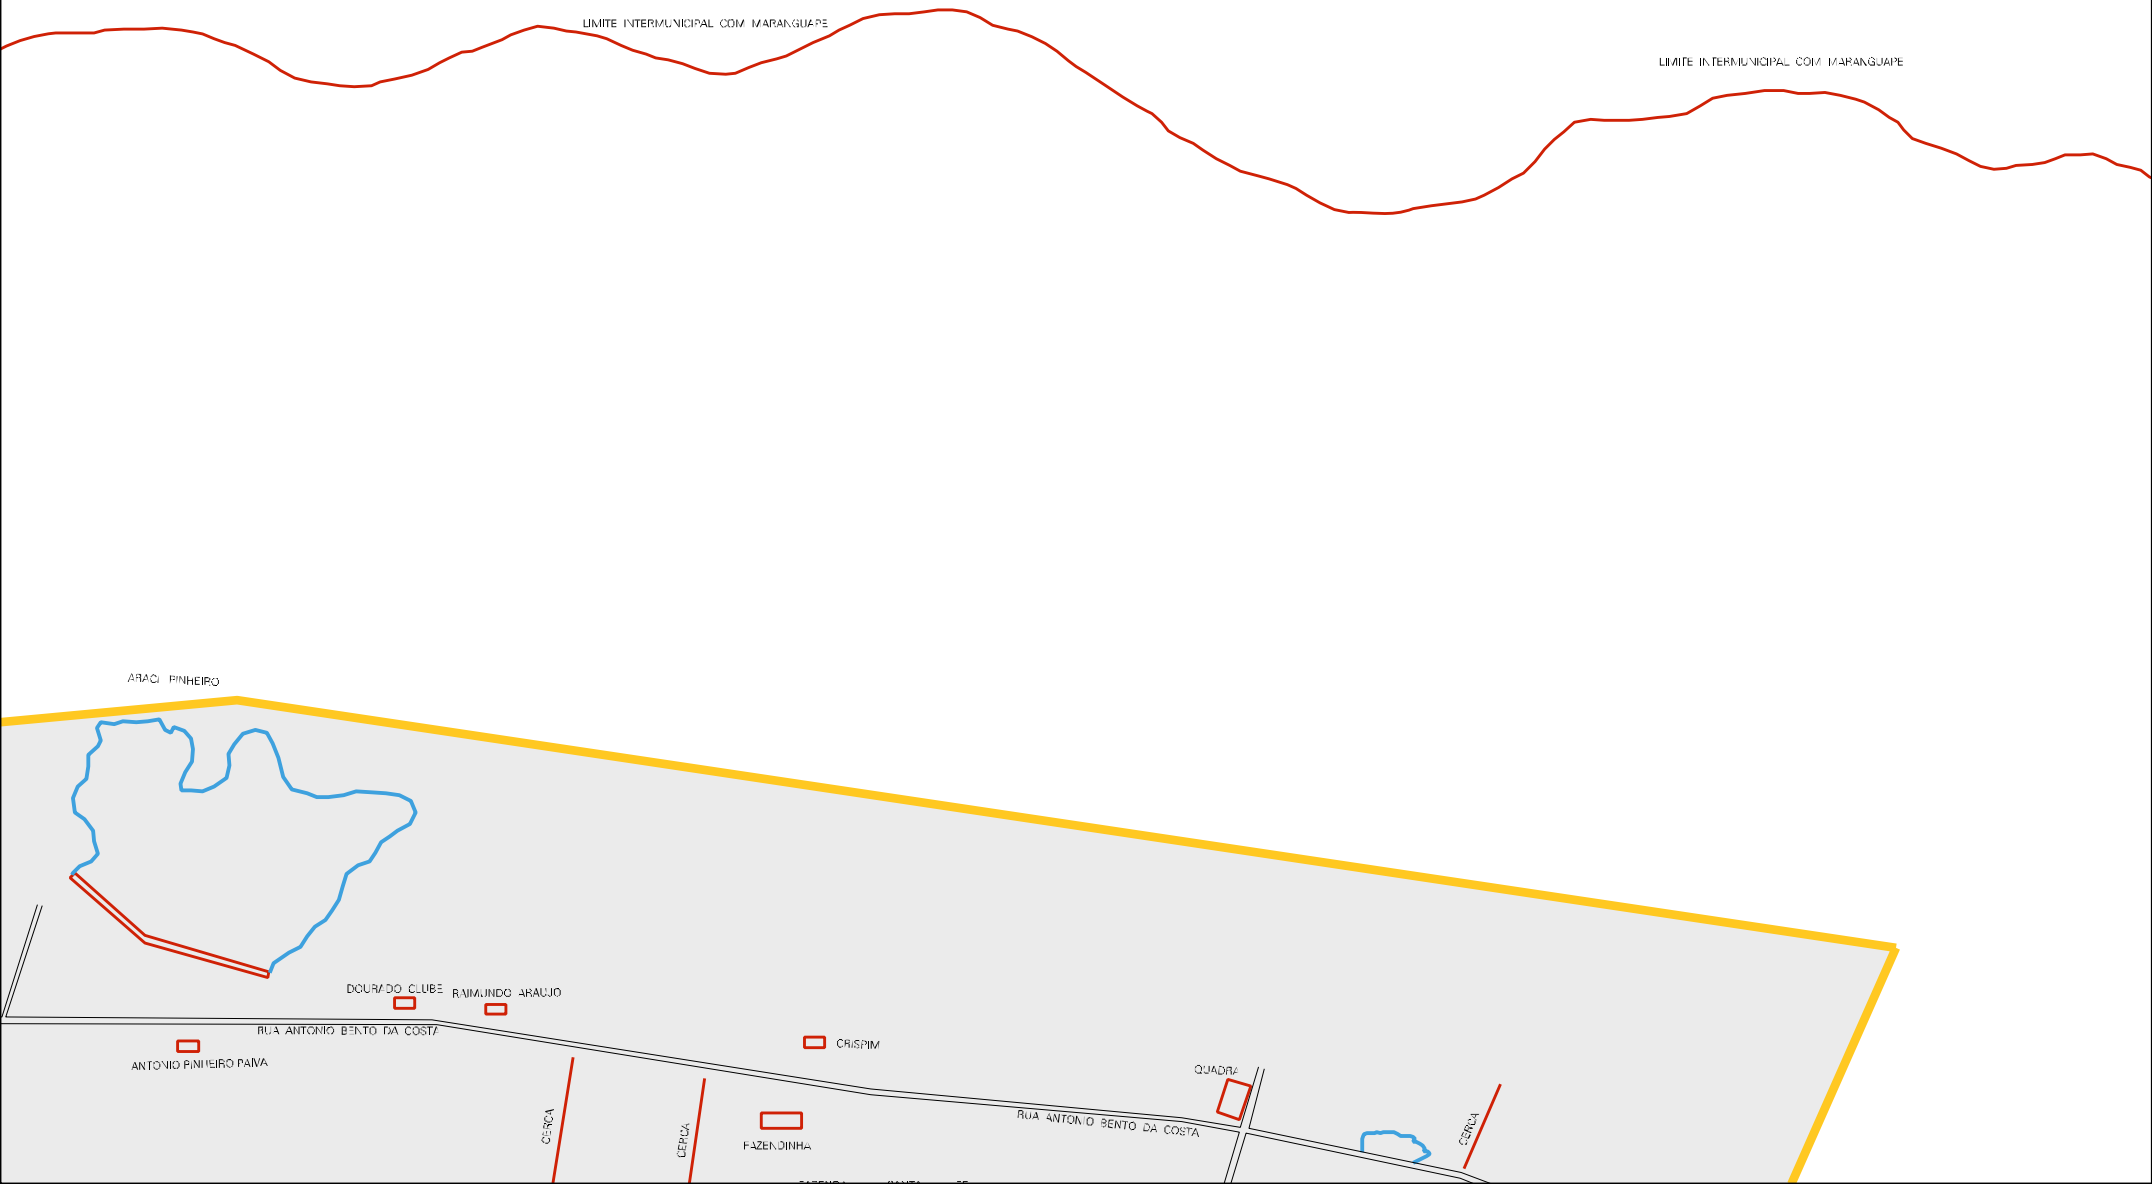 LIMITE INTERMUNICIPAL COM MARANGUAPE
LIMITE INTERMUNICIPAL COM MARANGUAPE
ARACI PINHEIRO
DOURADO CLUBE
RAIMUNDO ARAUJO
RUA ANTONIO BENTO DA COSTA
ANTONIO PINHEIRO PAIVA
CRISPIM
QUADRA
RUA ANTONIO BENTO DA COSTA
CERCA
CERCA
CERCA
FAZENDINHA